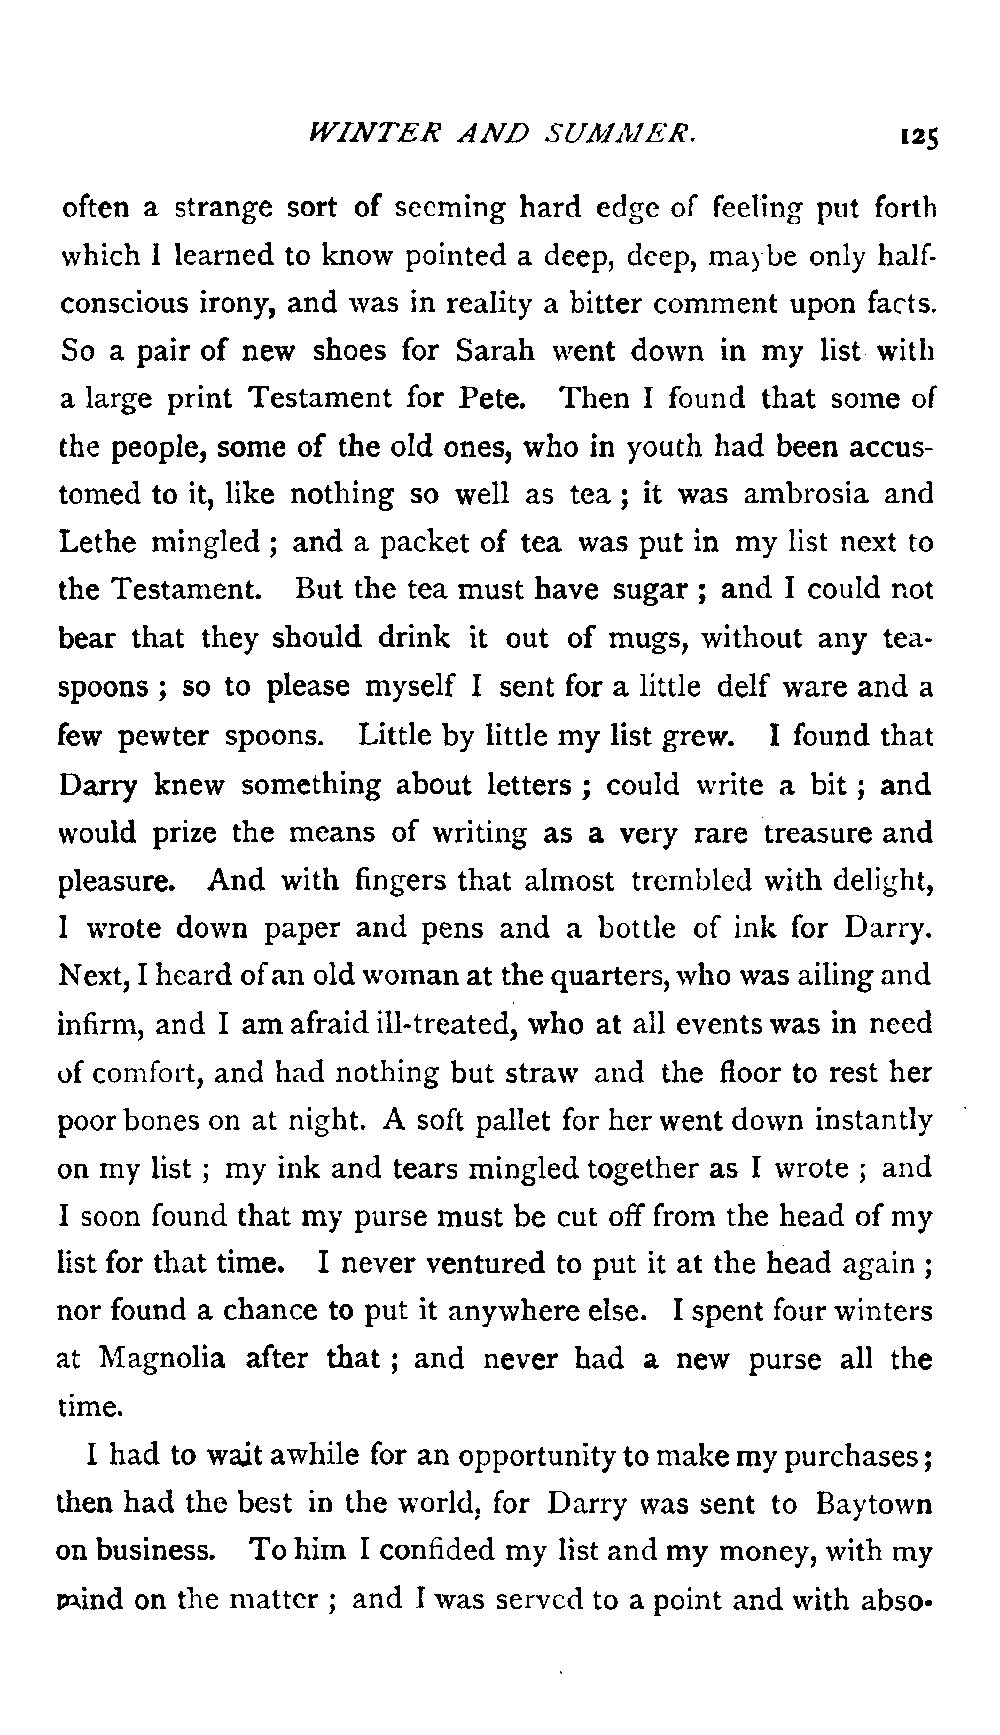 WINTER AND SUMMER. 125
often a strange sort of seeming hard edge of feeling put forth
which I learned to know pointed a deep, deep, maybe only half-
conscious irony, and was in reality a bitter comment upon facts.
So a pair of new shoes for Sarah went down in my list with
a large print Testament for Pete. Then I found that some of
the people, some of the old ones, who in youth had been accus-
tomed to it, like nothing so well as tea ; it was ambrosia and
Lethe mingled ; and a packet of tea was put in my list next to
the Testament. But the tea must have sugar ; and I could not
bear that they should drink it out of mugs, without any tea-
spoons ; so to please myself I sent for a little delf ware and a
few pewter spoons. Little by little my list grew. I found that
Darry knew something about letters ; could write a bit ; and
would prize the means of writing as a very rare treasure and
pleasure. And with fingers that almost trembled with delight,
I wrote down paper and pens and a bottle of ink for Darry.
Next, I heard of an old woman at the quarters, who was ailing and
infirm, and I am afraid ill-treated, who at all events was in need
of comfort, and had nothing but straw and the floor to rest her
poor bones on at night. A soft pallet for her went down instantly
on my list ; my ink and tears mingled together as I wrote ; and
I soon found that my purse must be cut off from the head of my
list for that time. I never ventured to put it at the head again ;
nor found a chance to put it anywhere else. I spent four winters
at Magnolia after that ; and never had a new purse all the
time.
I had to wait awhile for an opportunity to make my purchases ;
then had the best in the world, for Darry was sent to Baytown
on business. To him I confided my list and my money, with my
mind on the matter ; and I was served to a point and with abso-